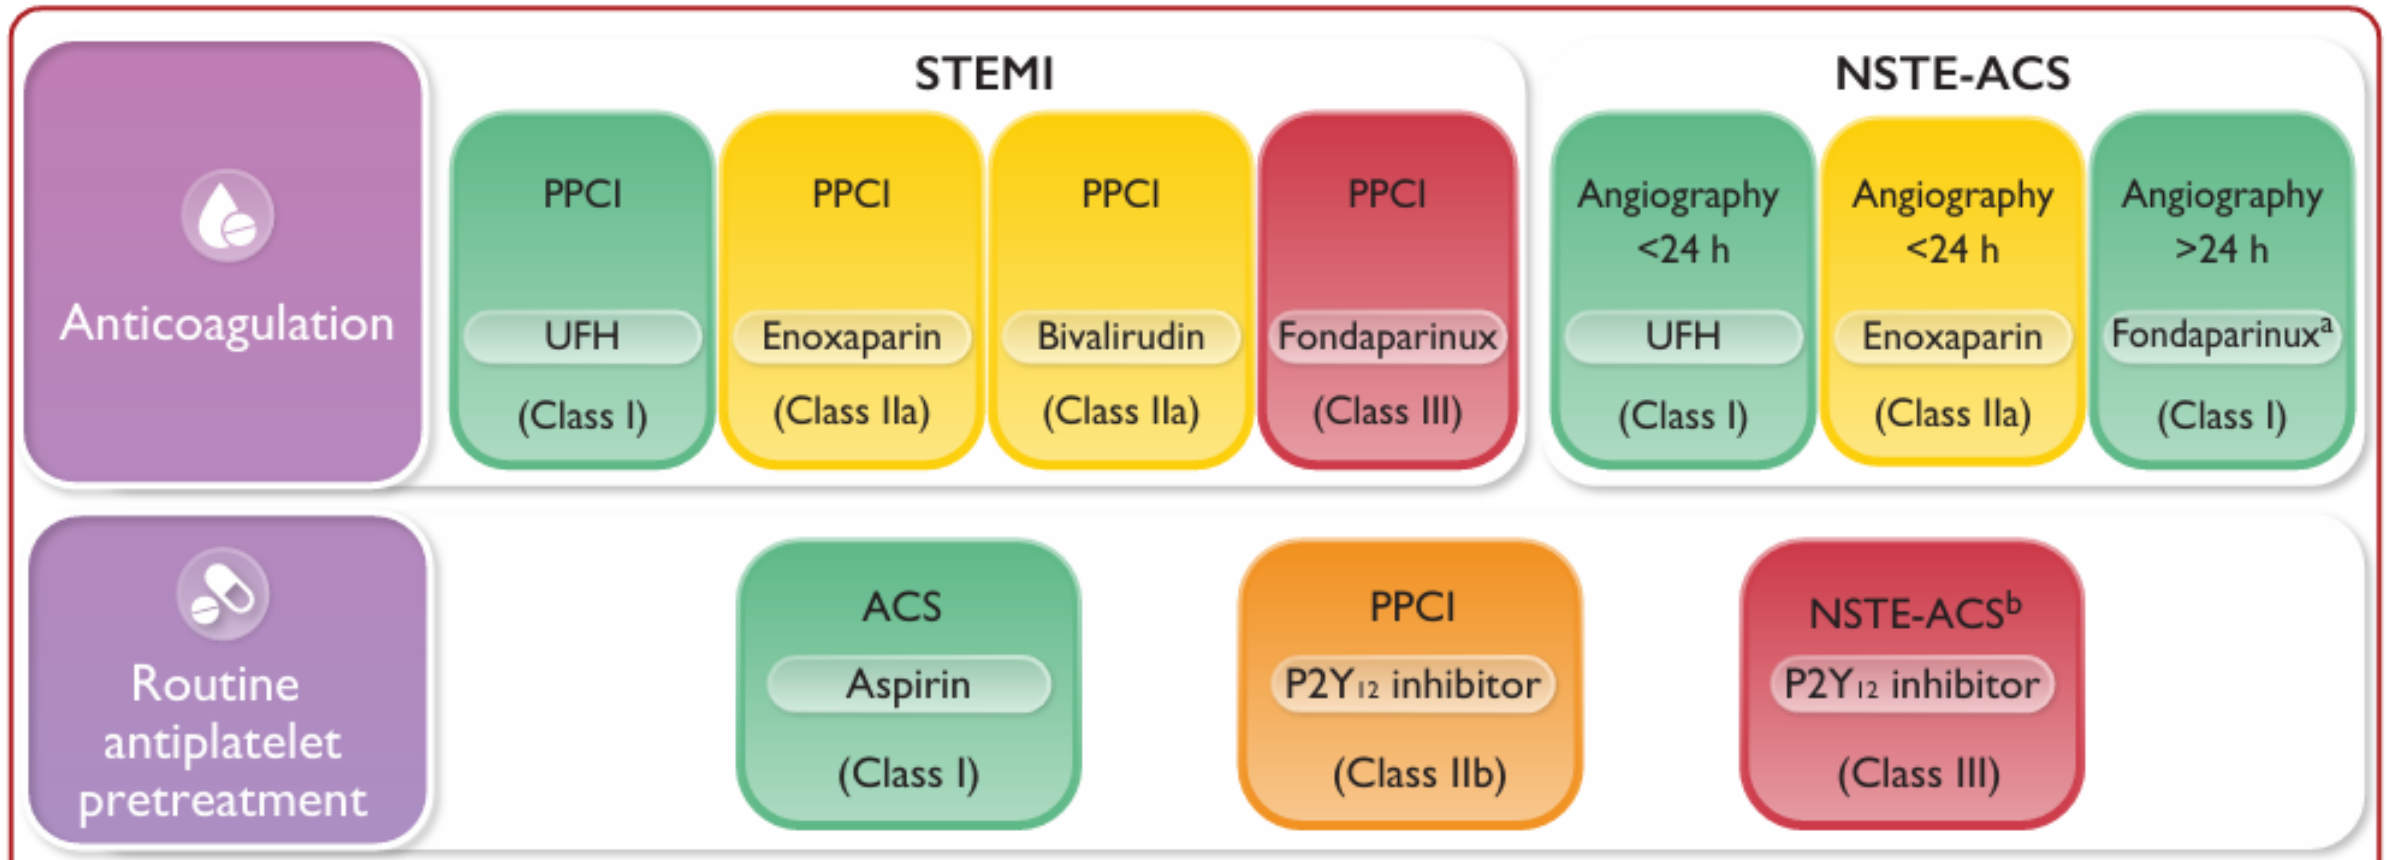 STEMI
NSTE-ACS
Anticoagulation
PPCI
UFH
(Class I)
PPCI
Enoxaparin
(Class IIa)
PPCI
Bivalirudin
(Class IIa)
PPCI
Fondaparinux
(Class III)
Angiography
<24 h
UFH
(Class I)
Angiography
<24 h
Enoxaparin
(Class IIa)
Angiography
>24 h
Fondaparinuxᵃ
(Class I)
Routine
antiplatelet
pretreatment
ACS
Aspirin
(Class I)
PPCI
P2Y₁₂ inhibitor
(Class IIb)
NSTE-ACSᵇ
P2Y₁₂ inhibitor
(Class III)